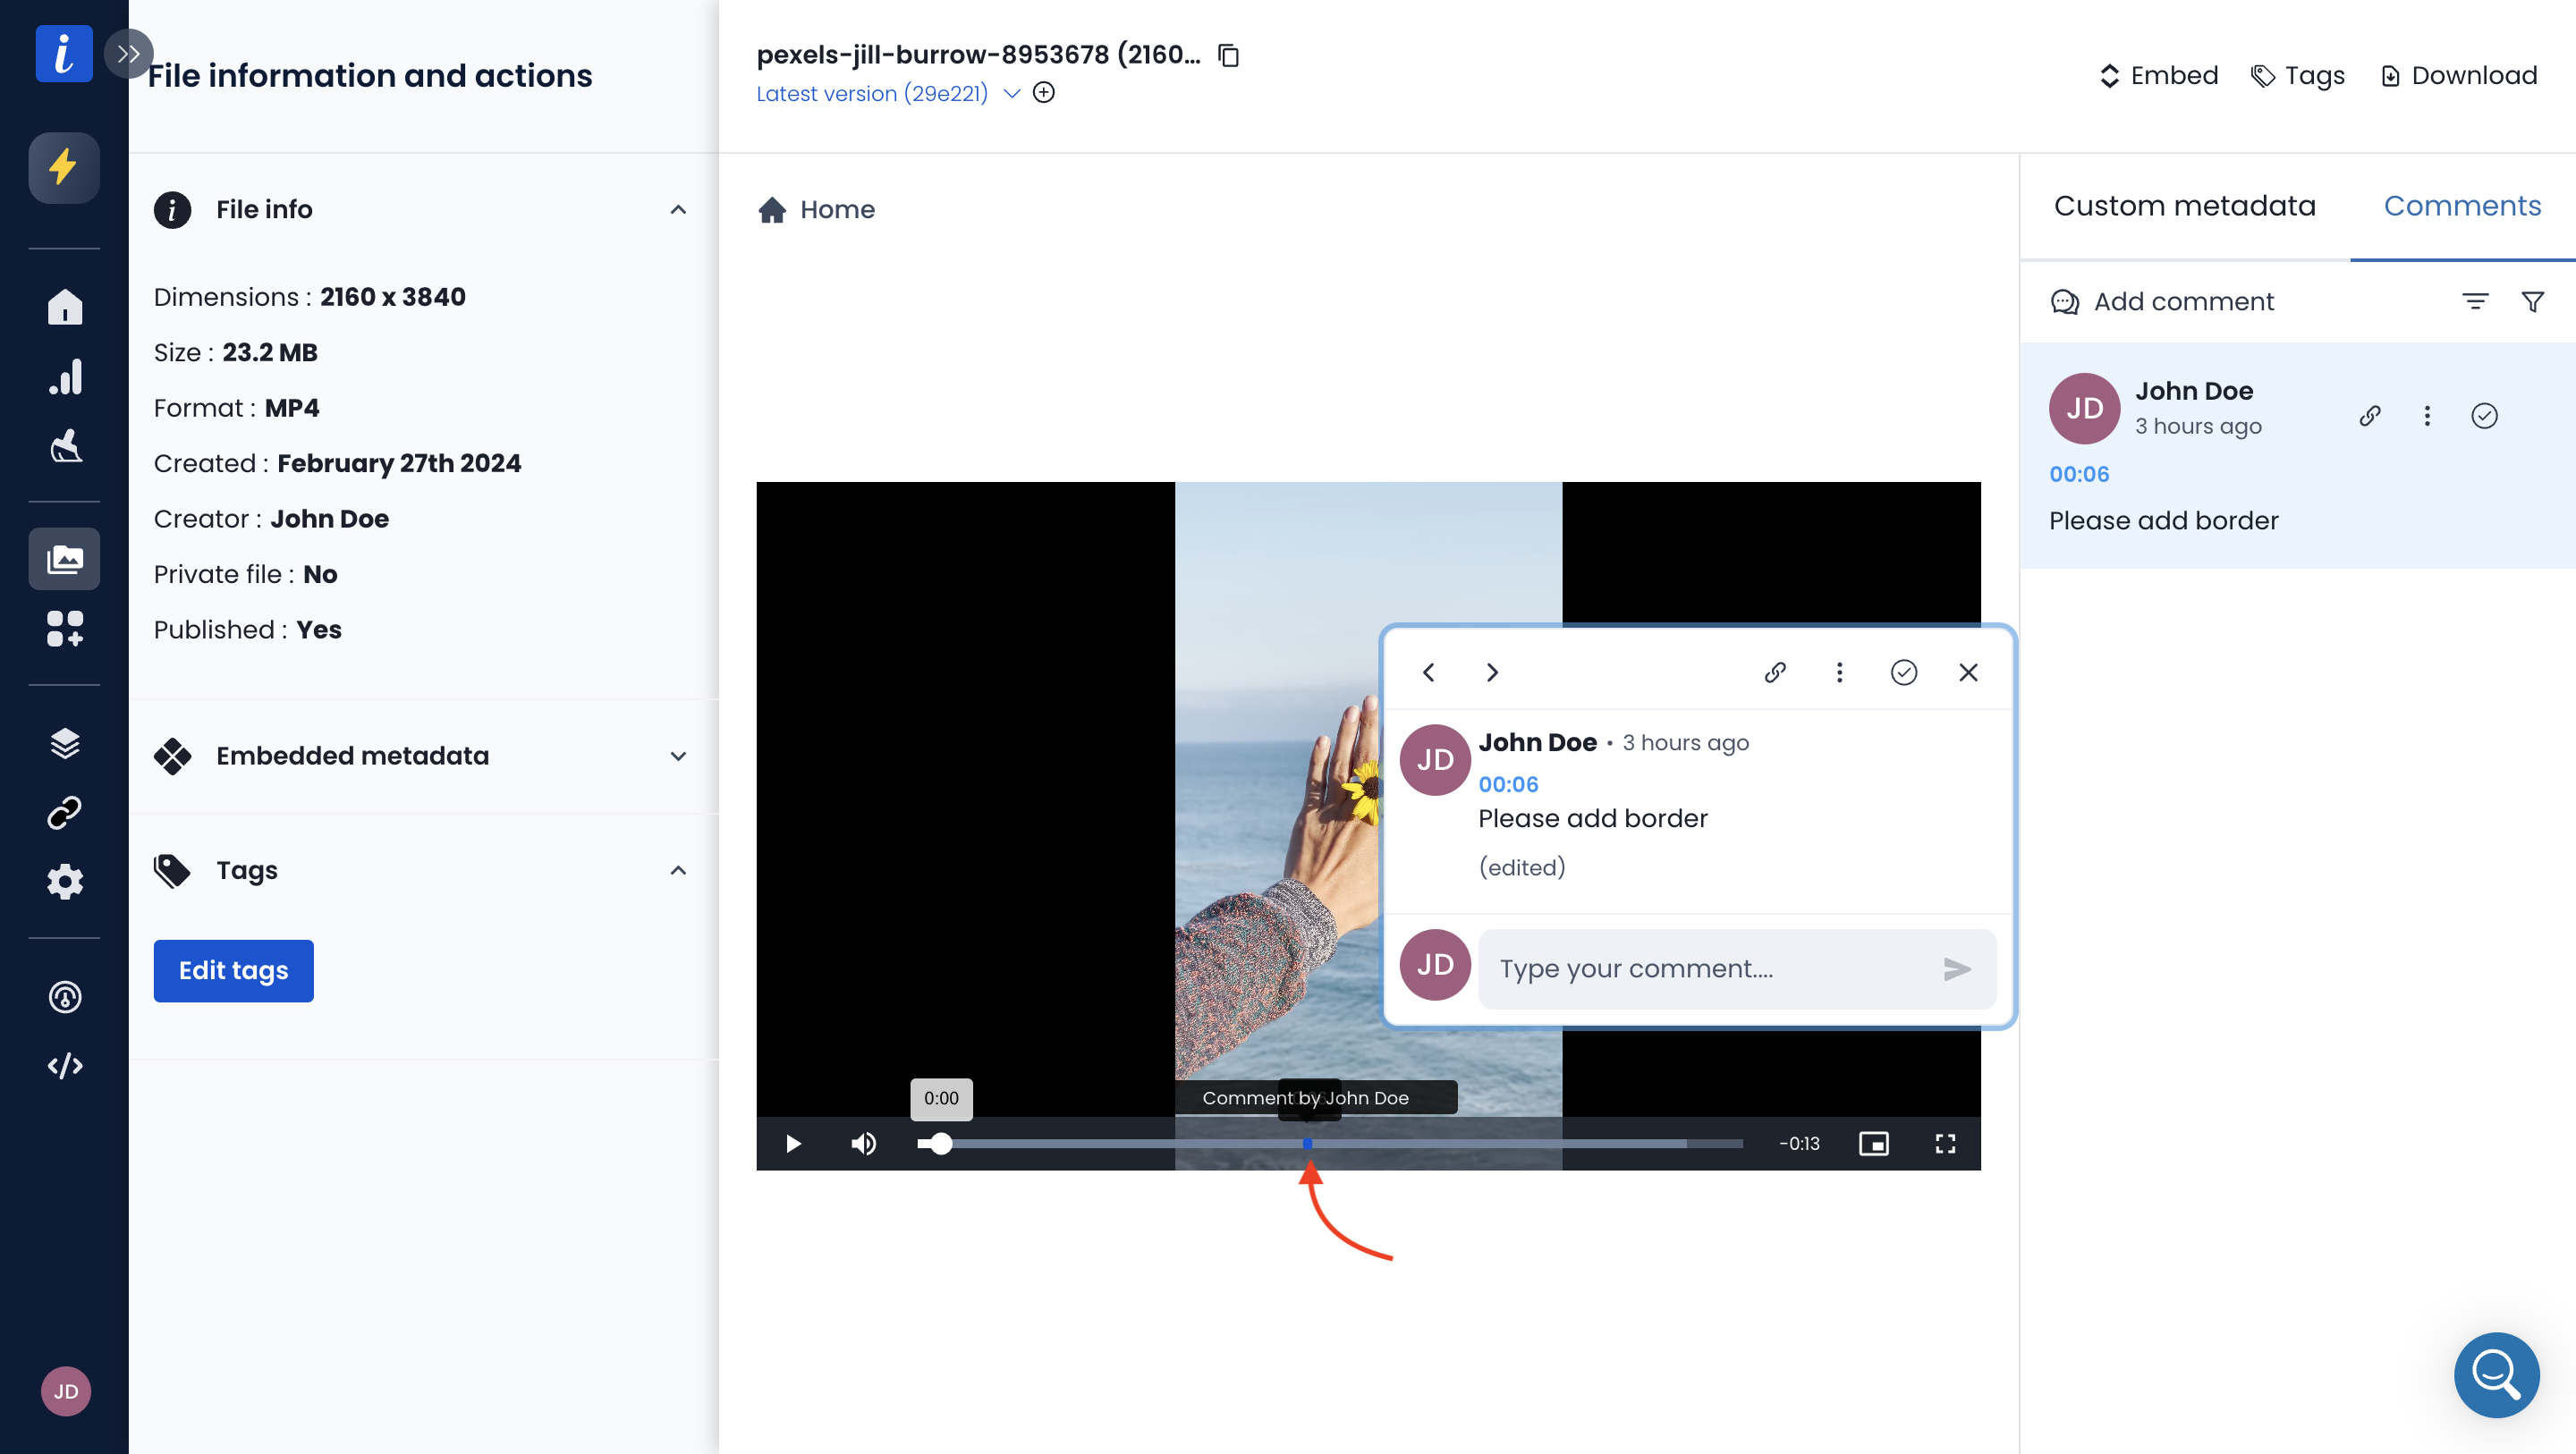 i
File information and actions
pexels-jill-burrow-8953678 (2160...
Latest version (29e221)
Embed
Tags
Download
File info
Dimensions : 2160 x 3840
Size : 23.2 MB
Format : MP4
Created : February 27th 2024
Creator : John Doe
Private file : No
Published : Yes
Embedded metadata
Tags
Edit tags
JD
Home
John Doe • 3 hours ago
JD
00:06
Please add border
(edited)
JD
Type your comment....
0:00
Comment by John Doe
-0:13
Custom metadata
Comments
Add comment
JD
John Doe
3 hours ago
00:06
Please add border